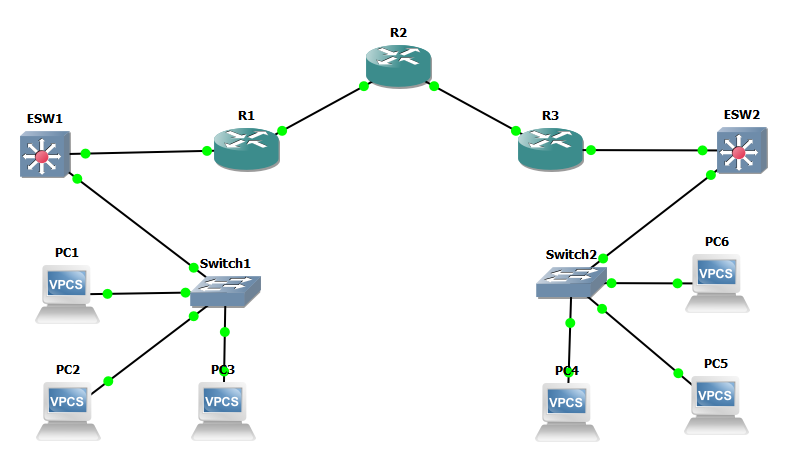 R2
ESW1
R1
R3
ESW2
PC1
Switch1
Switch2
PC6
VPCS
VPCS
PC2
PC3
PC4
PC5
VPCS
VPCS
VPCS
VPCS